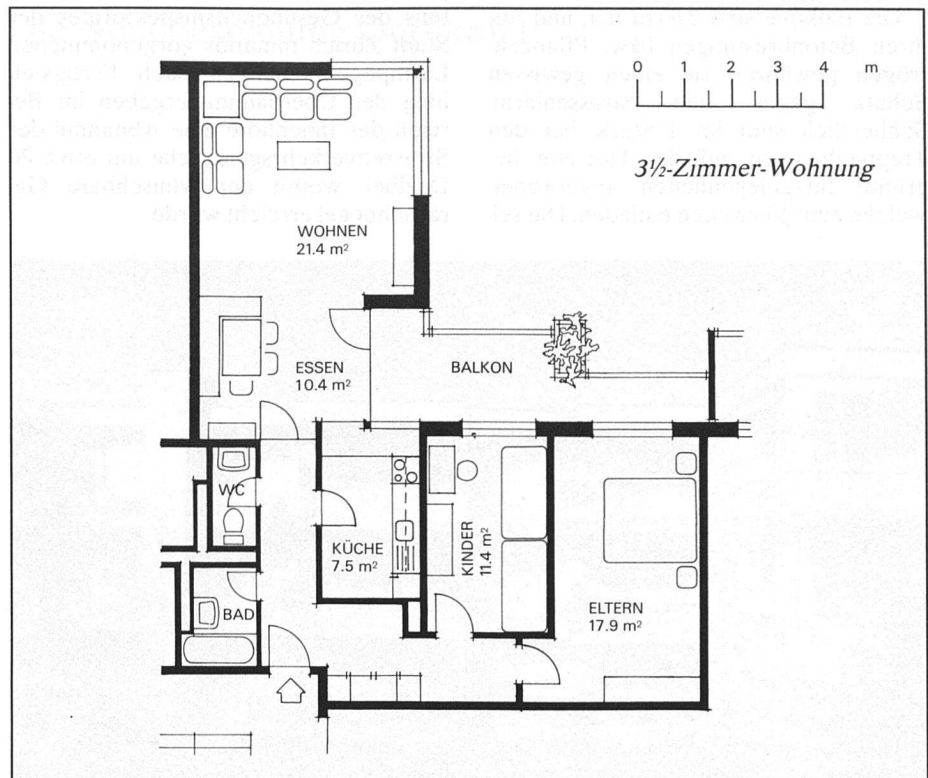 0 1 2 3 4 m
3½-Zimmer-Wohnung
WOHNEN
21.4 m²
ESSEN
10.4 m²
BALKON
WC
KÜCHE
7.5 m²
KINDER
11.4 m²
BAD
ELTERN
17.9 m²